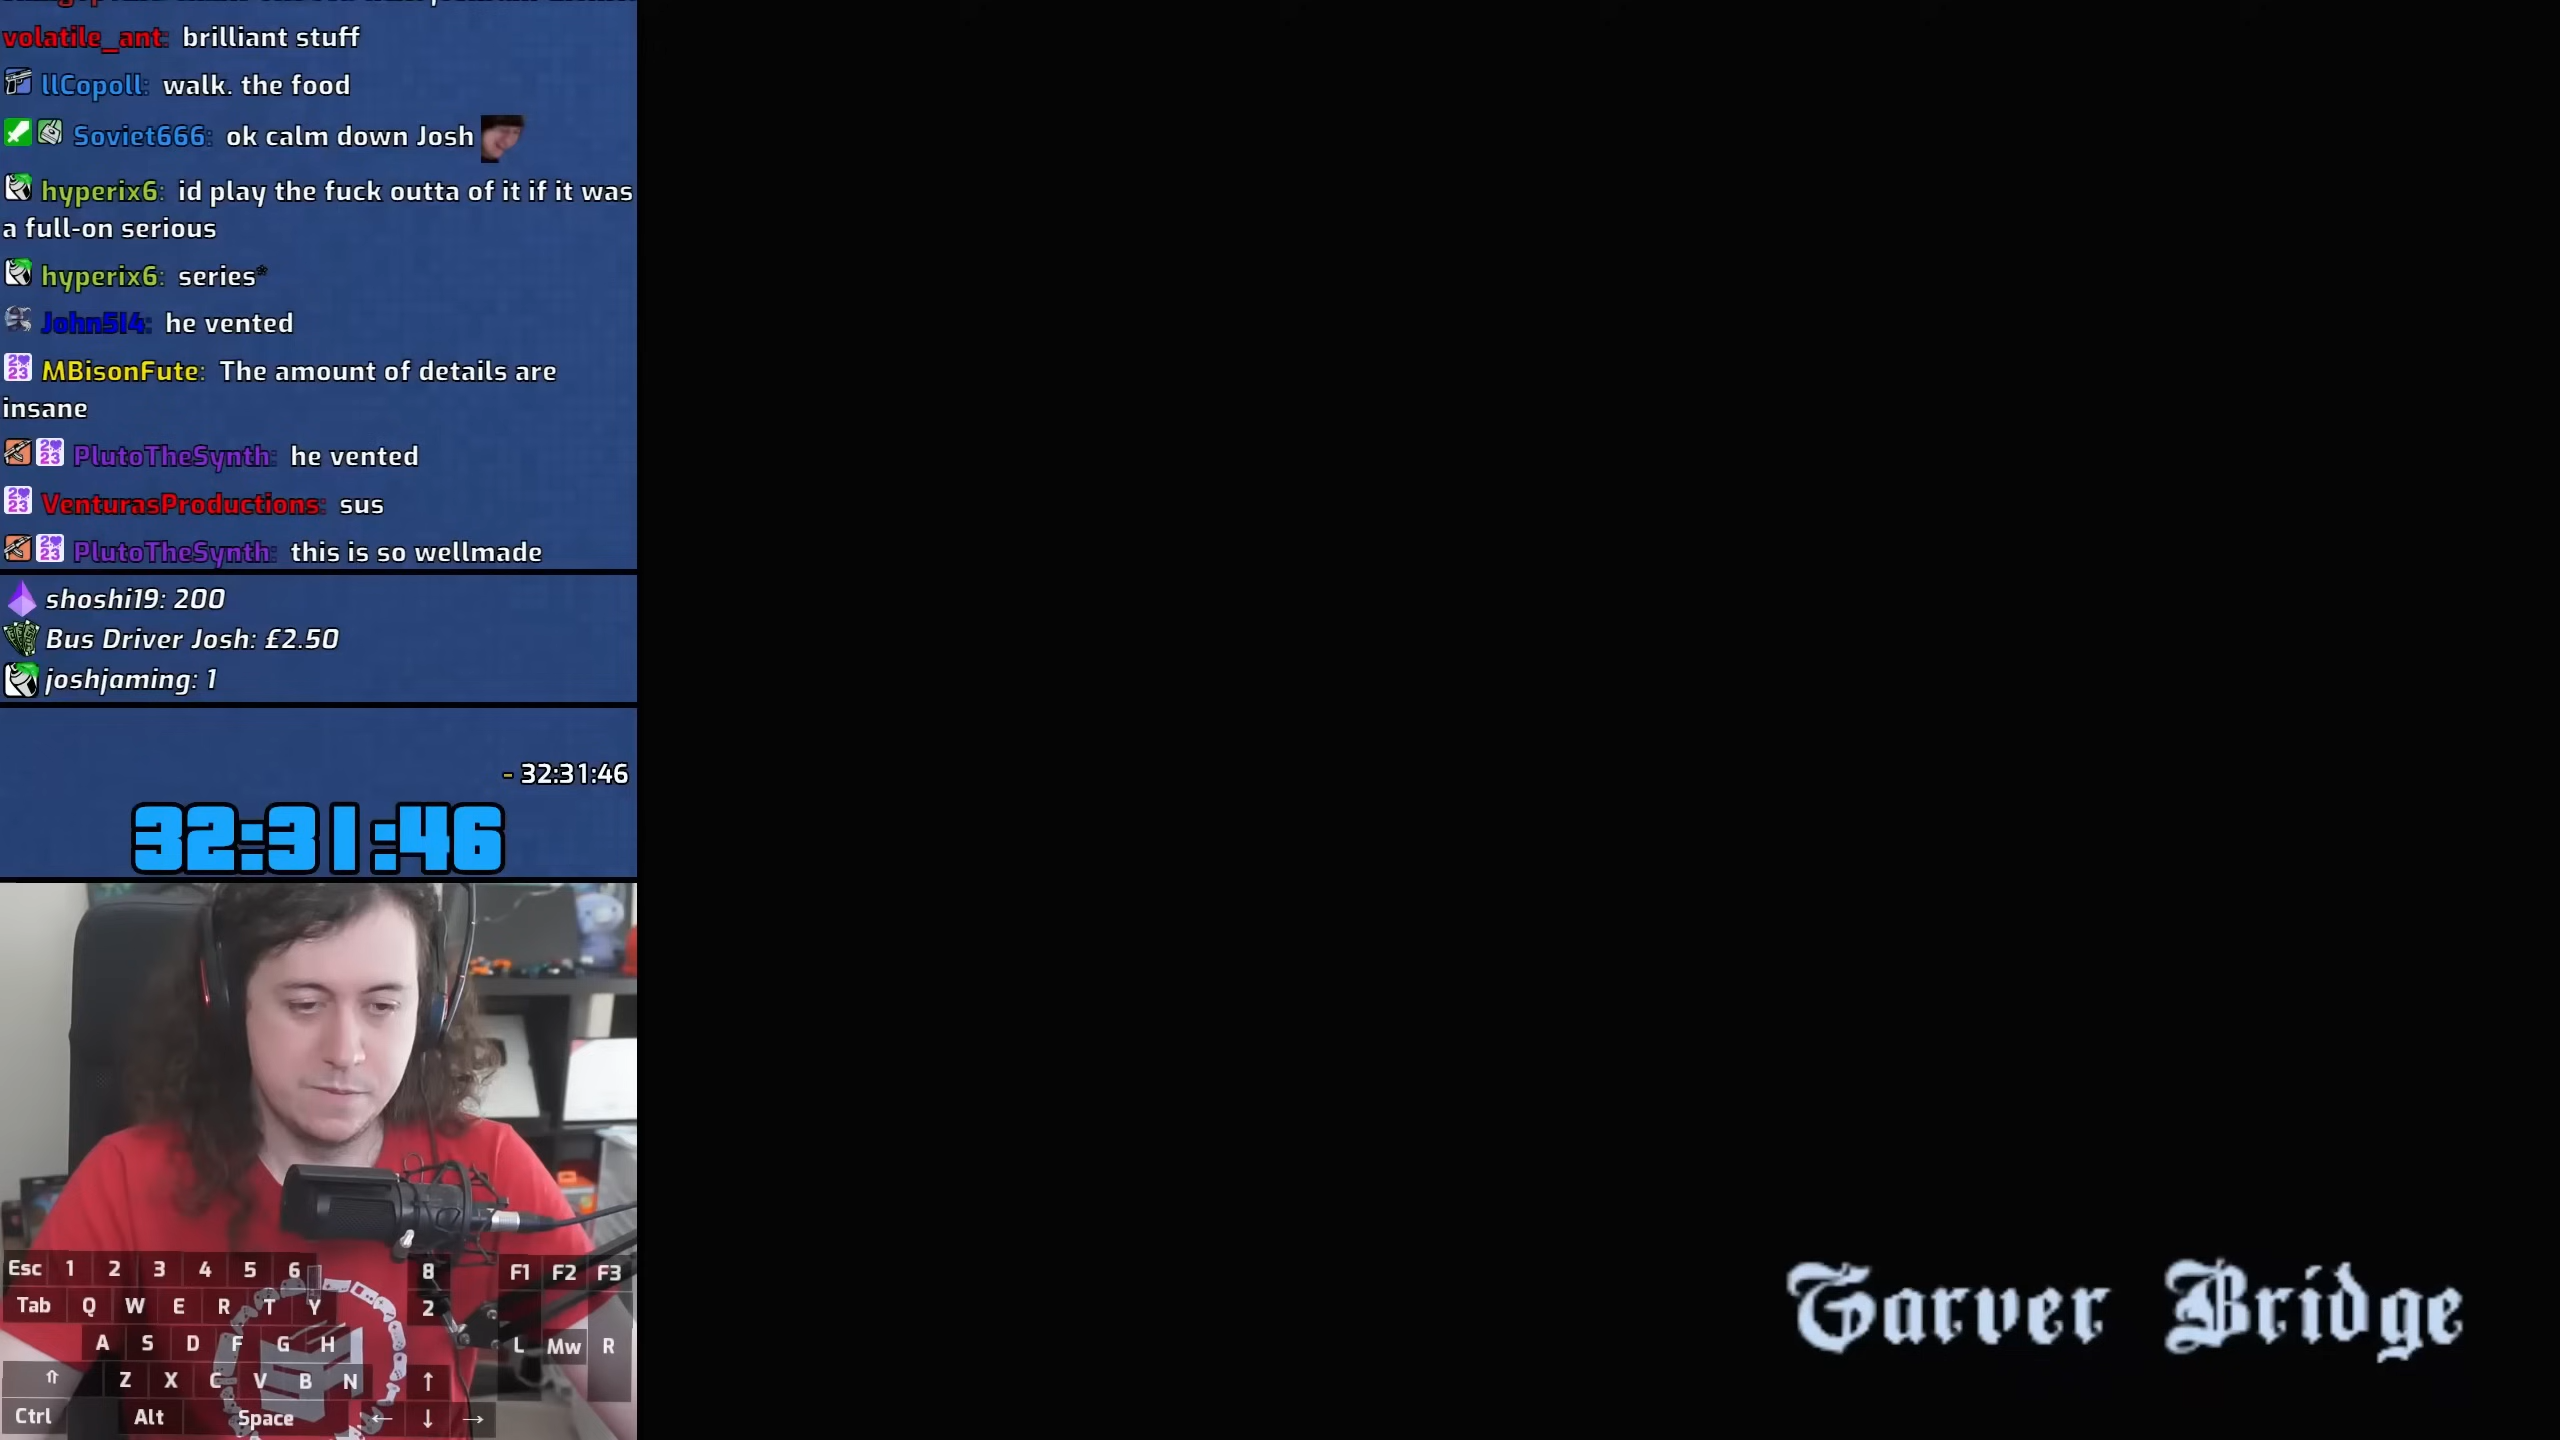 volatile_ant: brilliant stuff
llCopoll: walk. the food
Soviet666: ok calm down Josh
hyperix6: id play the fuck outta of it if it was
a full-on serious
hyperix6: series*
John5I4: he vented
MBisonFute: The amount of details are
insane
PlutoTheSynth: he vented
VenturasProductions: sus
PlutoTheSynth: this is so wellmade
shoshi19: 200
Bus Driver Josh: £2.50
joshjaming: 1
- 32:31:46
32:31:46
Esc 1 2 3 4 5 6 8 F1 F2 F3
Tab Q W E R T Y 2
A S D F G H L Mw R
⇧ Z X C V B N ↑
Ctrl Alt Space ← ↓ →
Garver Bridge